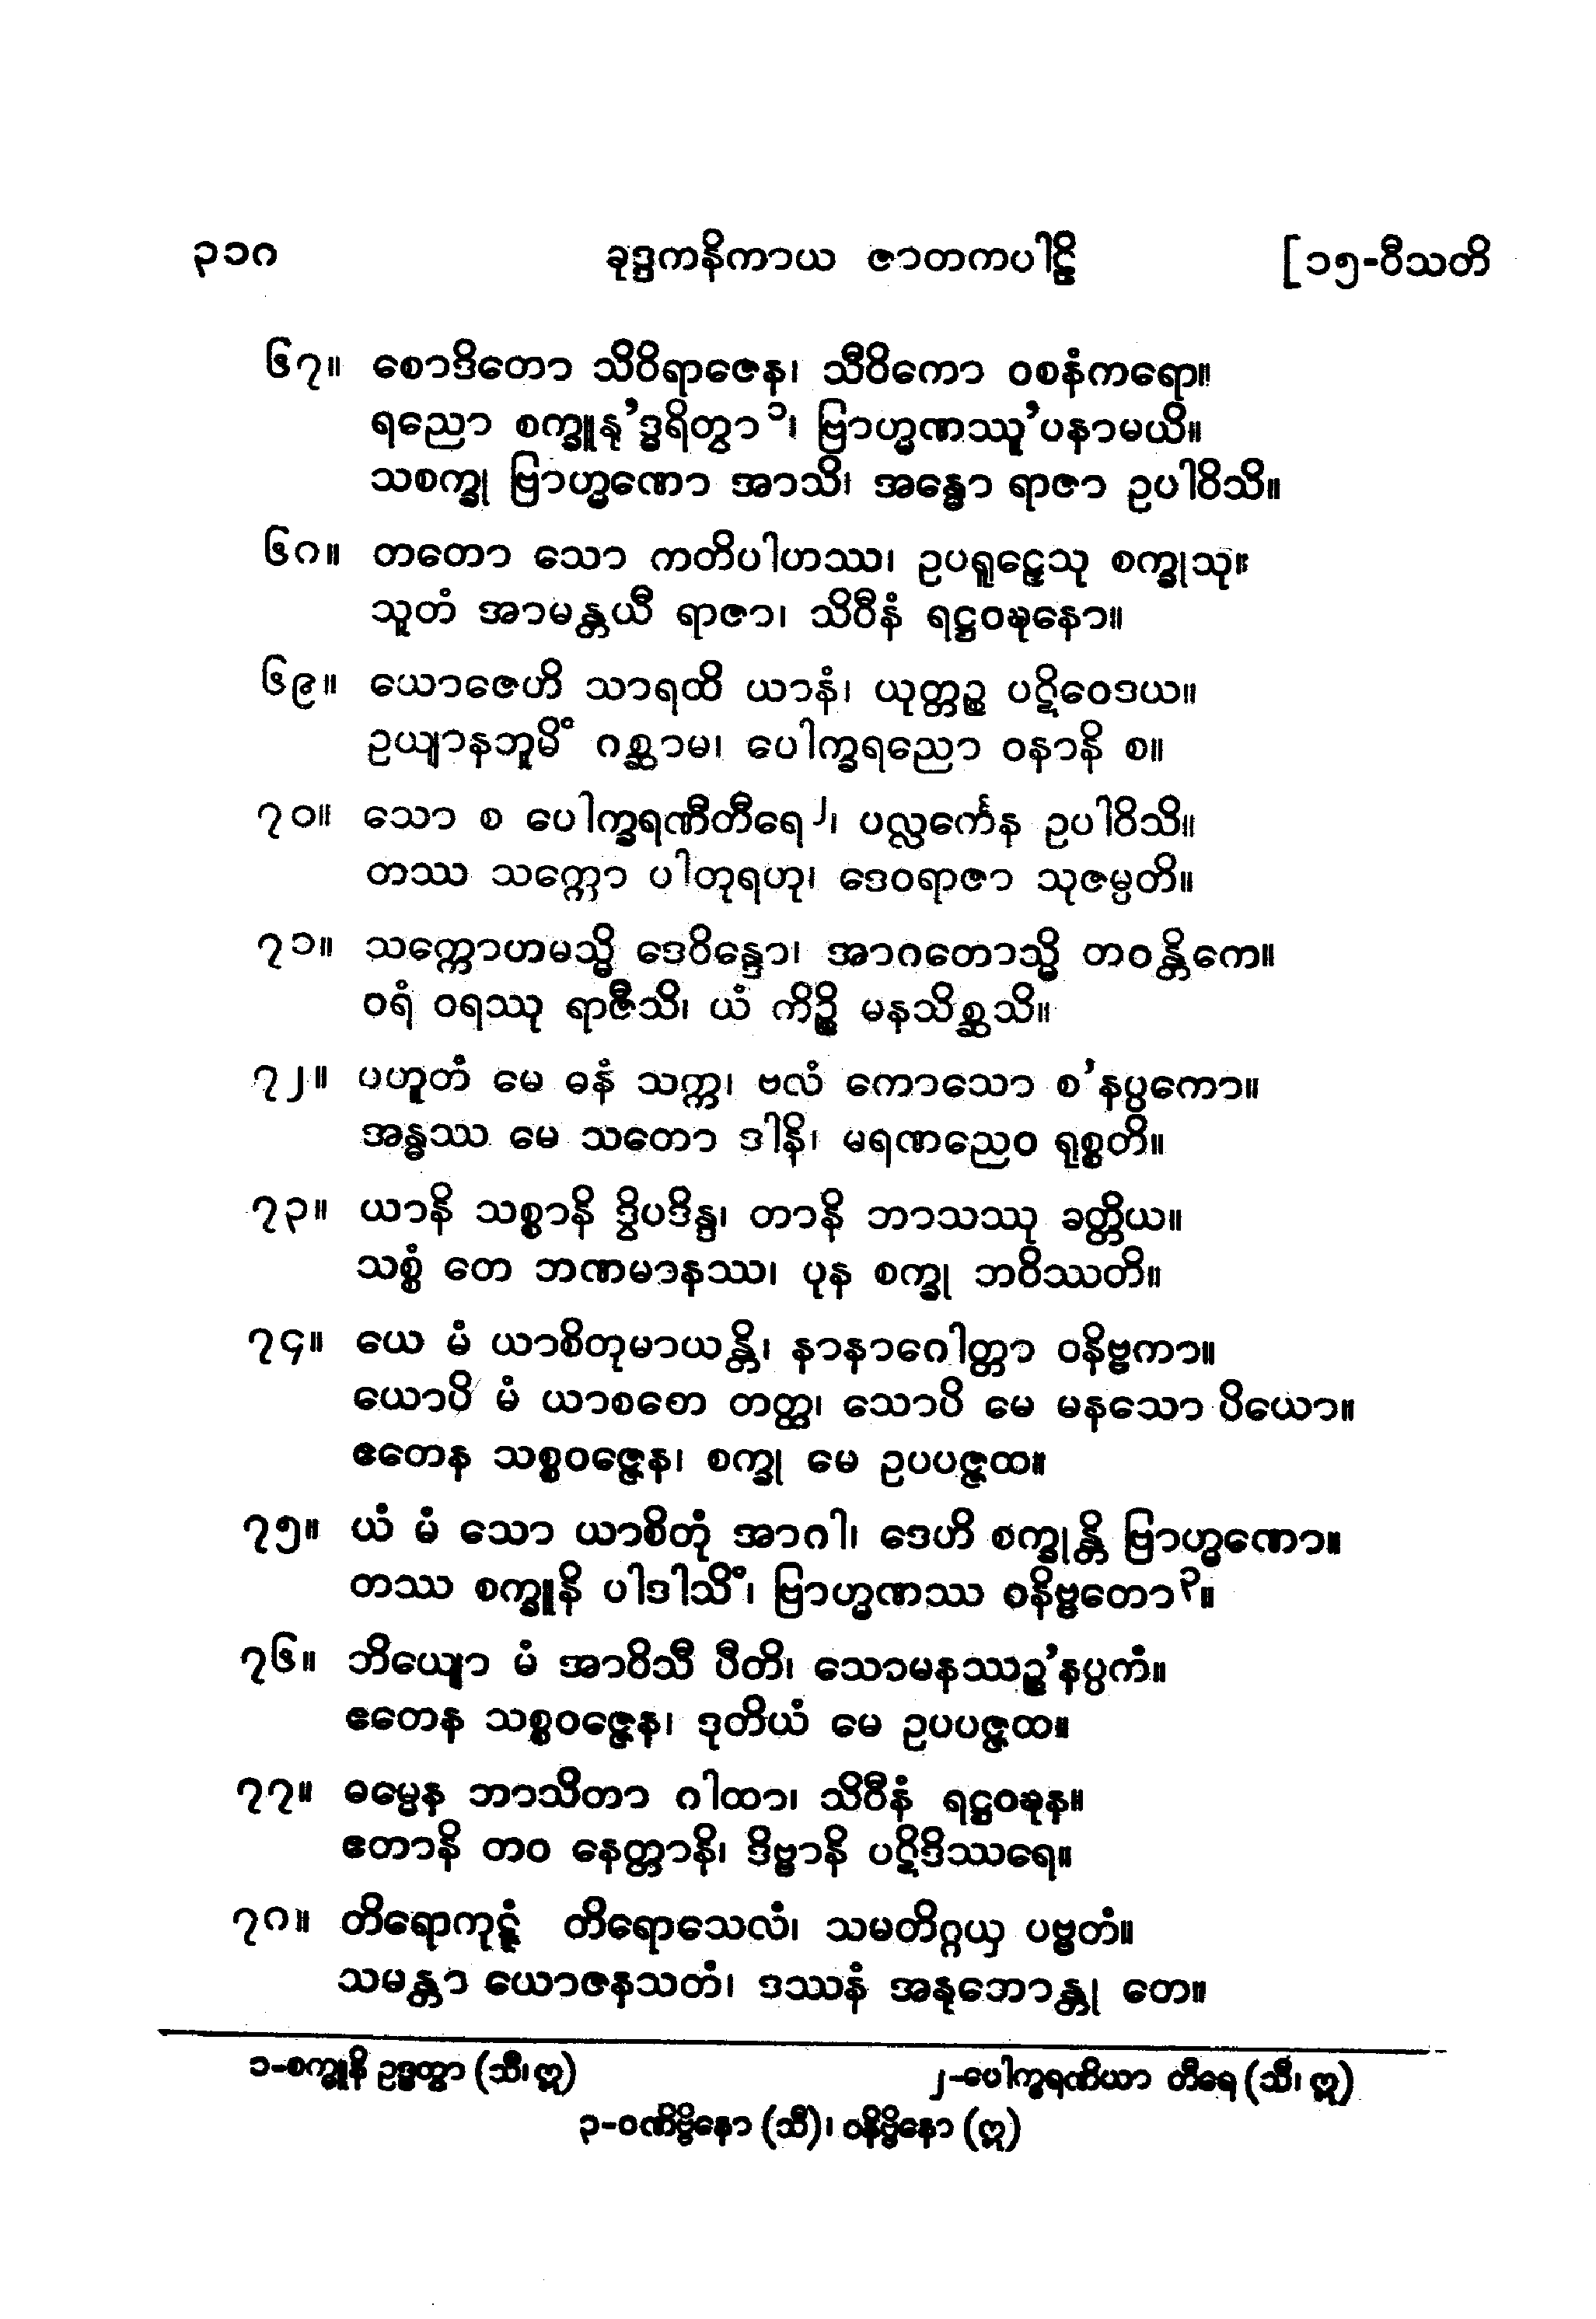 ၃၁၈ ခုဒ္ဒကနိကာယ ဇာတကပါဠိ [၁၅-ဝီသတိ
၆၇။ စောဒိတော သိဝိရာဇေန၊ သီဝိကော ဝစနံကရော။
ရညော စက္ခူနု’ဒ္ဓရိတွာ၁၊ ဗြာဟ္မဏဿူ’ပနာမယိ။
သစက္ခု ဗြာဟ္မဏော အာသိ၊ အန္ဓော ရာဇာ ဥပါဝိသိ။
၆၈။ တတော သော ကတိပါဟဿ၊ ဥပရူဠှေသု စက္ခုသု။
သူတံ အာမန္တယီ ရာဇာ၊ သိဝီနံ ရဋ္ဌဝဍ္ဎနော။
၆၉။ ယောဇေဟိ သာရထိ ယာနံ၊ ယုတ္တဉ္စ ပဋိဝေဒယ။
ဥယျာနဘူမိံ ဂစ္ဆာမ၊ ပေါက္ခရညော ဝနာနိ စ။
၇၀။ သော စ ပေါက္ခရဏီတီရေ၂၊ ပလ္လင်္ကေန ဥပါဝိသိ။
တဿ သက္ကော ပါတုရဟု၊ ဒေဝရာဇာ သုဇမ္ပတိ။
၇၁။ သက္ကောဟမသ္မိ ဒေဝိန္ဒော၊ အာဂတောသ္မိ တဝန္တိကေ။
ဝရံ ဝရဿု ရာဇီသိ၊ ယံ ကိဉ္စိ မနသိစ္ဆသိ။
၇၂။ ပဟူတံ မေ ဓနံ သက္က၊ ဗလံ ကောသော စ’နပ္ပကော။
အန္ဓဿ မေ သတော ဒါနိ၊ မရဏညေဝ ရုစ္စတိ။
၇၃။ ယာနိ သစ္စာနိ ဒွိပဒိန္ဒ၊ တာနိ ဘာသဿု ခတ္တိယ။
သစ္စံ တေ ဘဏမာနဿ၊ ပုန စက္ခု ဘဝိဿတိ။
၇၄။ ယေ မံ ယာစိတုမာယန္တိ၊ နာနာဂေါတ္တာ ဝနိဗ္ဗကာ။
ယောပိ မံ ယာစတေ တတ္ထ၊ သောပိ မေ မနသော ပိယော။
ဧတေန သစ္စဝဇ္ဇေန၊ စက္ခု မေ ဥပပဇ္ဇထ။
၇၅။ ယံ မံ သော ယာစိတုံ အာဂါ၊ ဒေဟိ စက္ခုန္တိ ဗြာဟ္မဏော။
တဿ စက္ခူနိ ပါဒါသိံ၊ ဗြာဟ္မဏဿ ဝနိဗ္ဗတော၃။
၇၆။ ဘိယျော မံ အာဝိသီ ပီတိ၊ သောမနဿဉ္စ’နပ္ပကံ။
ဧတေန သစ္စဝဇ္ဇေန၊ ဒုတိယံ မေ ဥပပဇ္ဇထ။
၇၇။ ဓမ္မေန ဘာသိတာ ဂါထာ၊ သိဝီနံ ရဋ္ဌဝဍ္ဎန။
ဧတာနိ တဝ နေတ္တာနိ၊ ဒိဗ္ဗာနိ ပဋိဒိဿရေ။
၇၈။ တိရောကုဋ္ဋံ တိရောသေလံ၊ သမတိဂ္ဂယှ ပဗ္ဗတံ။
သမန္တာ ယောဇနသတံ၊ ဒဿနံ အနုဘောန္တု တေ။
၁-စက္ခူနိ ဥဒ္ဓတွာ (သီ၊ ဣ) ၂-ပေါက္ခရဏိယာ တီရေ (သီ၊ ဣ)
၃-ဝဏိဗ္ဗိနော (သီ)၊ ဝနိဗ္ဗိနော (ဣ)